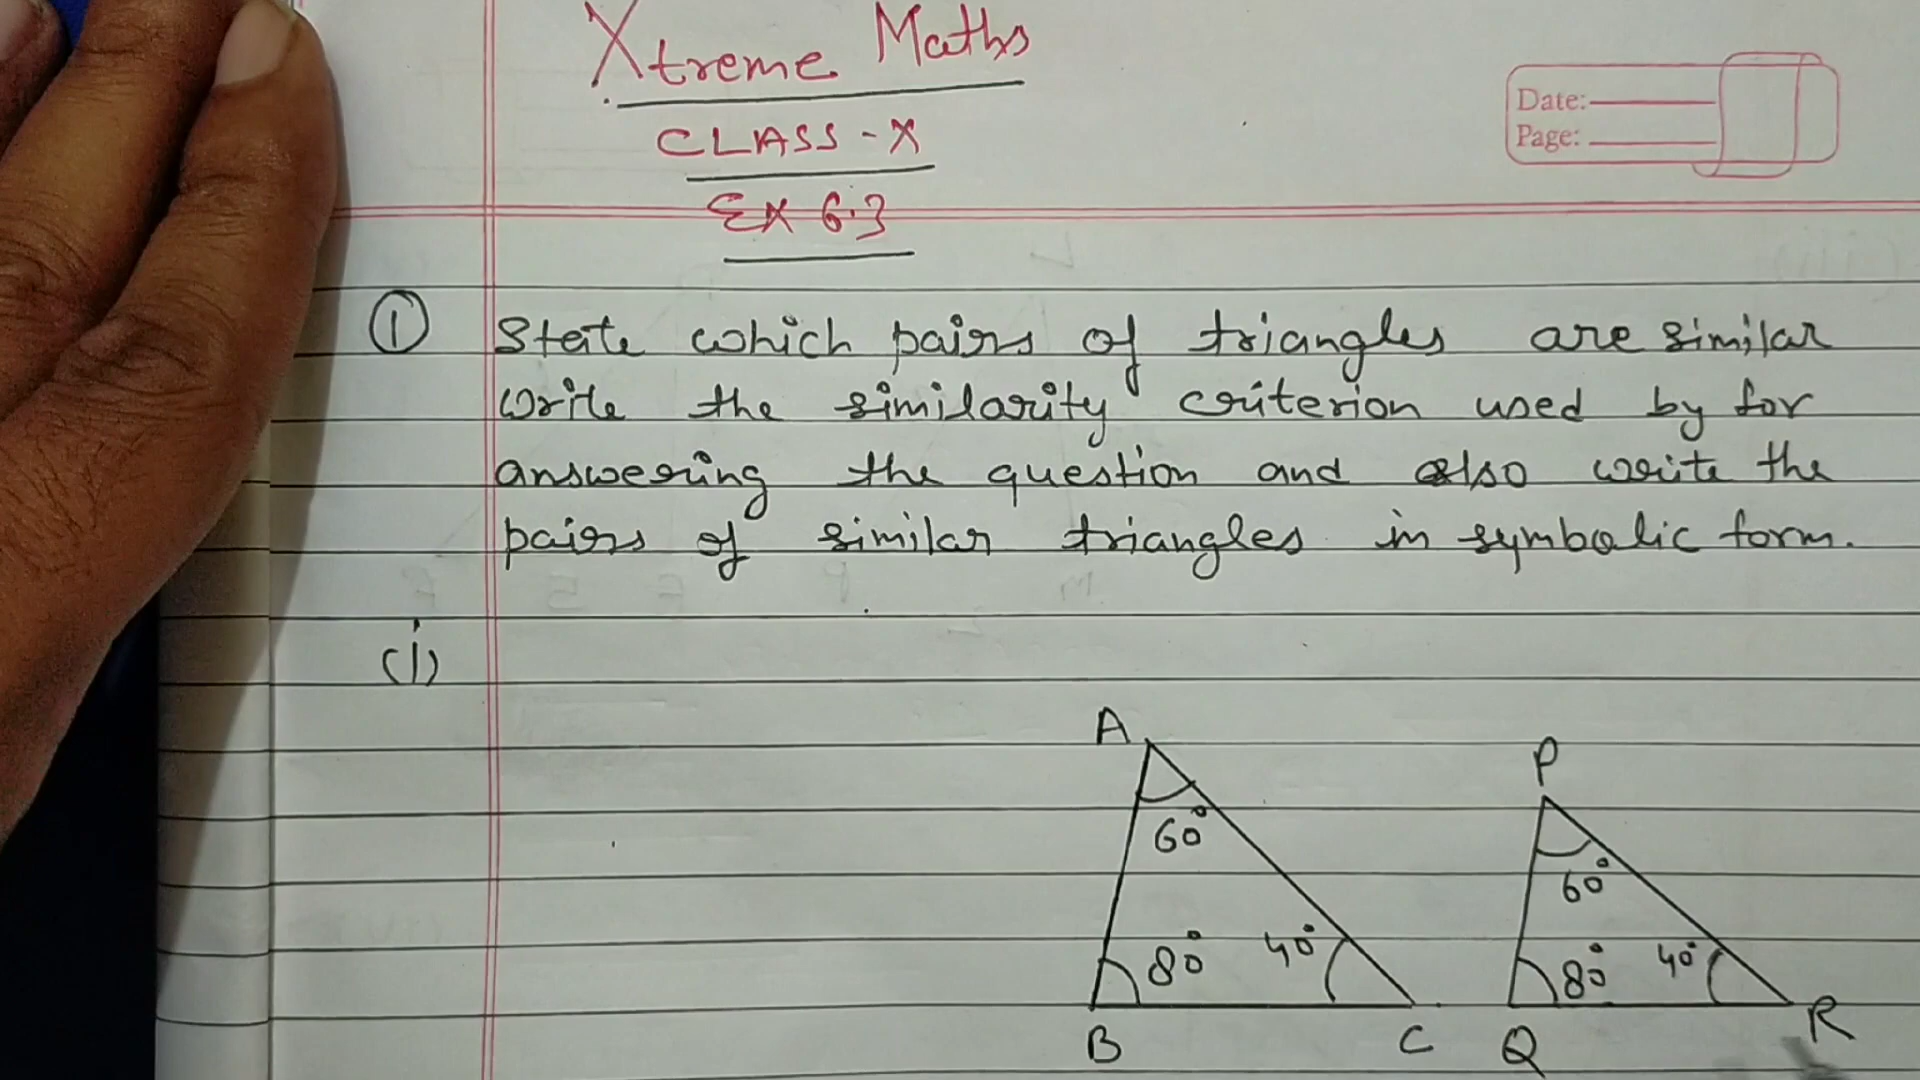 Xtreme Maths
CLASS - X
EX 6.3
Date:
Page:
① State which pairs of triangles are similar
write the similarity criterion used by for
answering the question and also write the
pairs of similar triangles in symbolic form.
(i)
A
P
60°
60°
80° 40°
80° 40°
B C
Q R